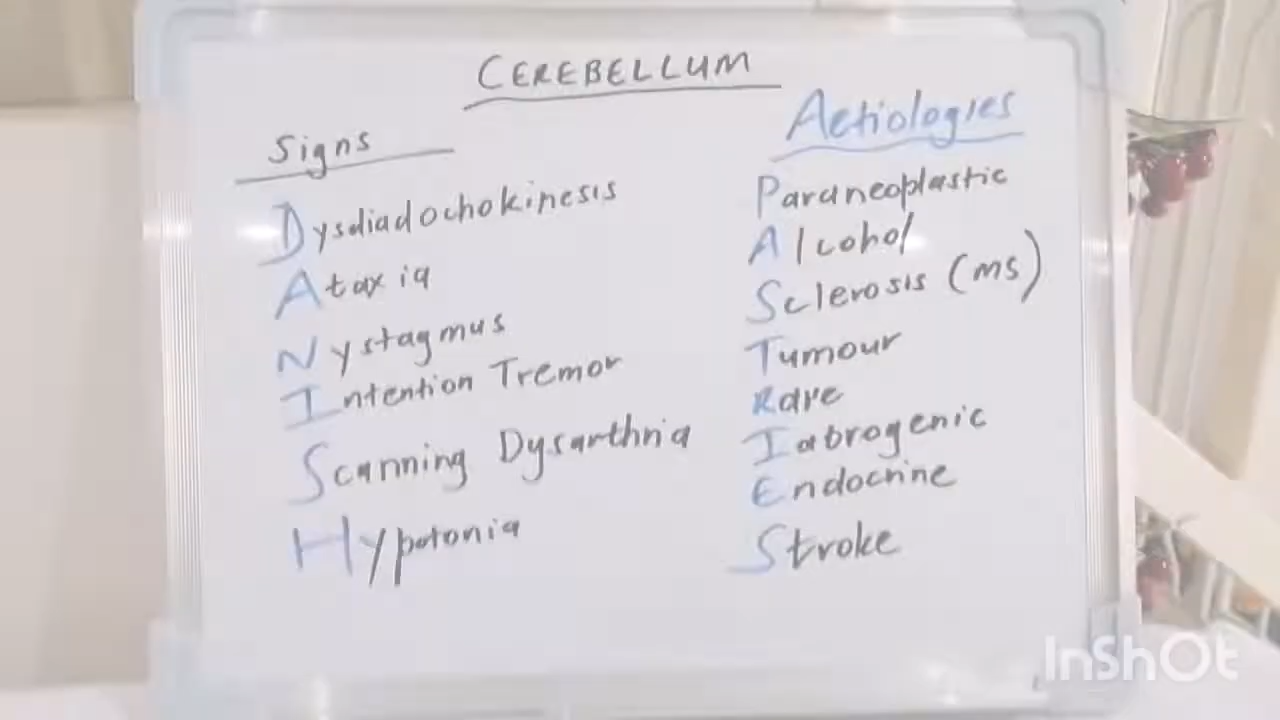 CEREBELLUM
Signs
Dysdiadochokinesis
Ataxia
Nystagmus
Intention Tremor
Scanning Dysarthria
Hypotonia
Aetiologies
Paraneoplastic
Alcohol
Sclerosis (ms)
Tumour
Rare
Iatrogenic
Endocrine
Stroke
InShOt